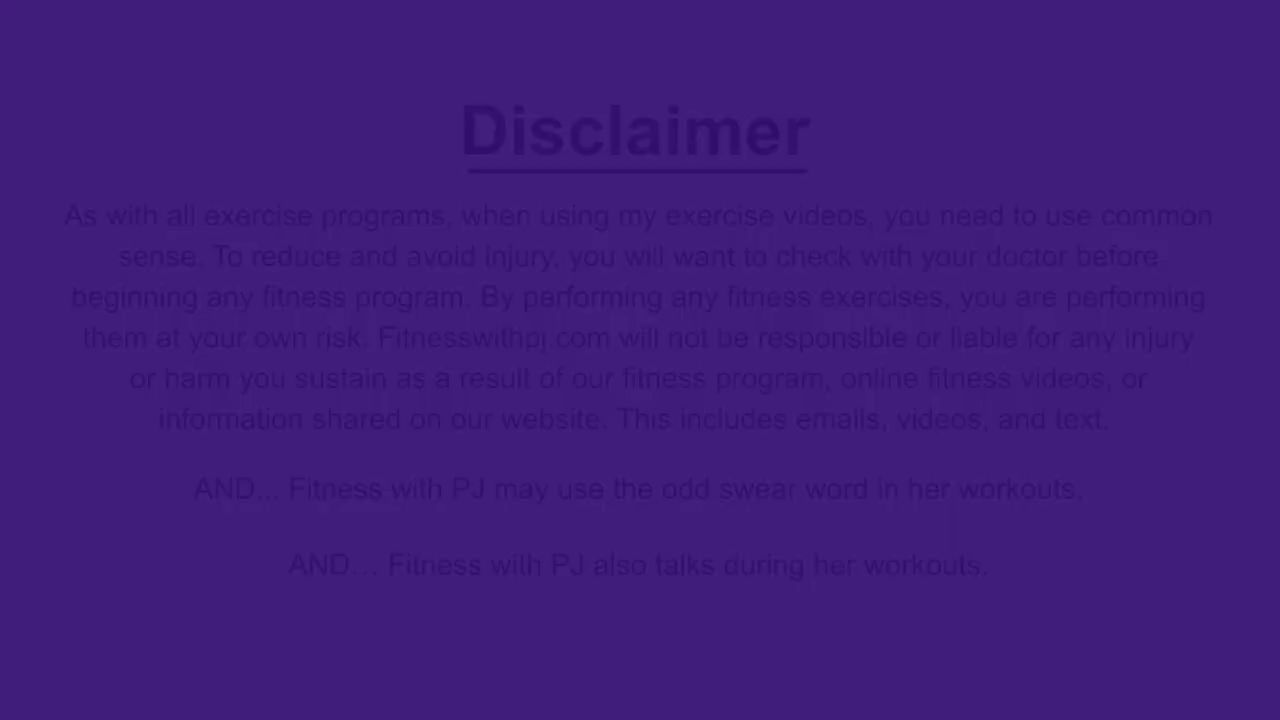 Disclaimer
As with all exercise programs, when using my exercise videos, you need to use common
sense. To reduce and avoid injury, you will want to check with your doctor before
beginning any fitness program. By performing any fitness exercises, you are performing
them at your own risk. Fitnesswithpj.com will not be responsible or liable for any injury
or harm you sustain as a result of our fitness program, online fitness videos, or
information shared on our website. This includes emails, videos, and text.
AND... Fitness with PJ may use the odd swear word in her workouts.
AND... Fitness with PJ also talks during her workouts.